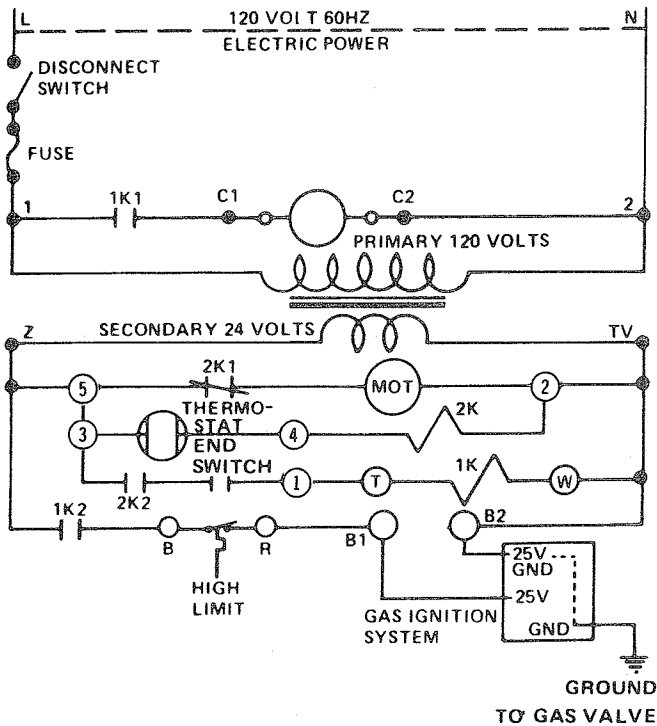 L 120 VOLT 60HZ N
ELECTRIC POWER
DISCONNECT
SWITCH
FUSE
1 1K1 C1 C2 2
PRIMARY 120 VOLTS
Z SECONDARY 24 VOLTS TV
5 2K1 MOT 2
THERMO-
STAT
3 4 2K
END
SWITCH
2K2 1 T 1K W
1K2 B R B1 B2
HIGH
LIMIT
25V
GND
25V
GND
GAS IGNITION
SYSTEM
GROUND
TO GAS VALVE